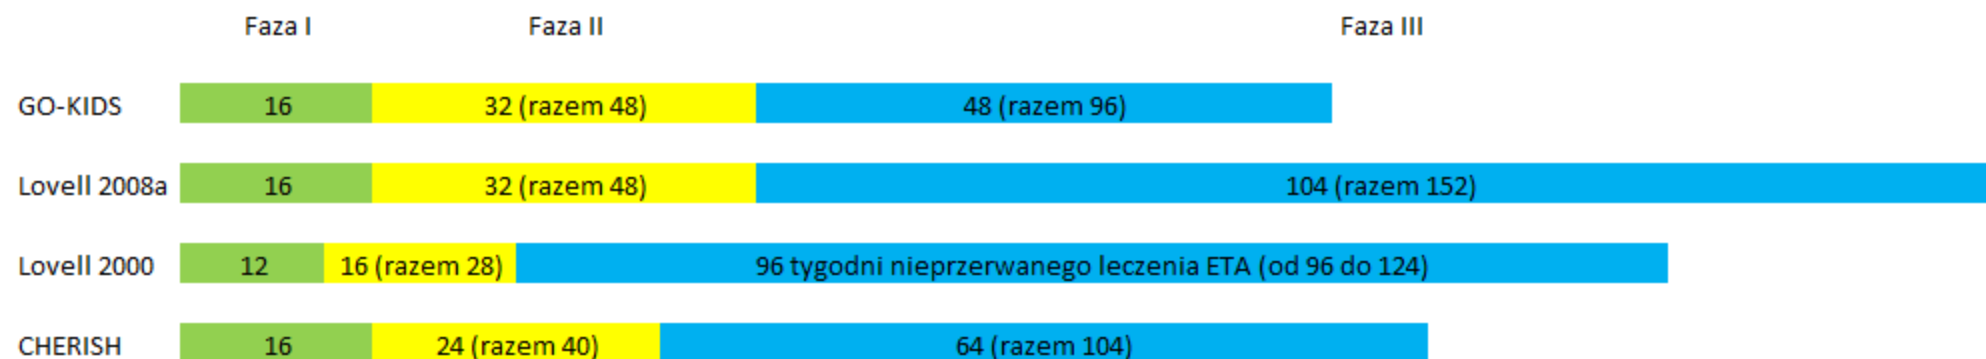 Faza I Faza II Faza III
GO-KIDS 16 32 (razem 48) 48 (razem 96)
Lovell 2008a 16 32 (razem 48) 104 (razem 152)
Lovell 2000 12 16 (razem 28) 96 tygodni nieprzerwanego leczenia ETA (od 96 do 124)
CHERISH 16 24 (razem 40) 64 (razem 104)